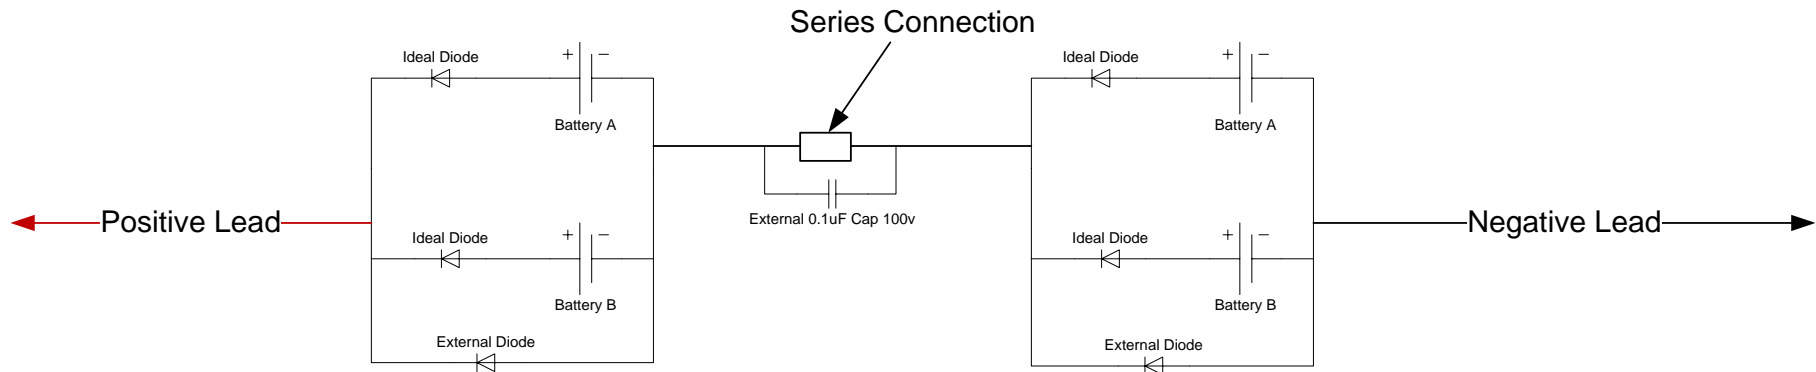 Series Connection
Ideal Diode
+ −
Battery A
Ideal Diode
+ −
Battery A
External 0.1uF Cap 100v
Positive Lead
Ideal Diode
+ −
Battery B
External Diode
Ideal Diode
+ −
Battery B
External Diode
Negative Lead